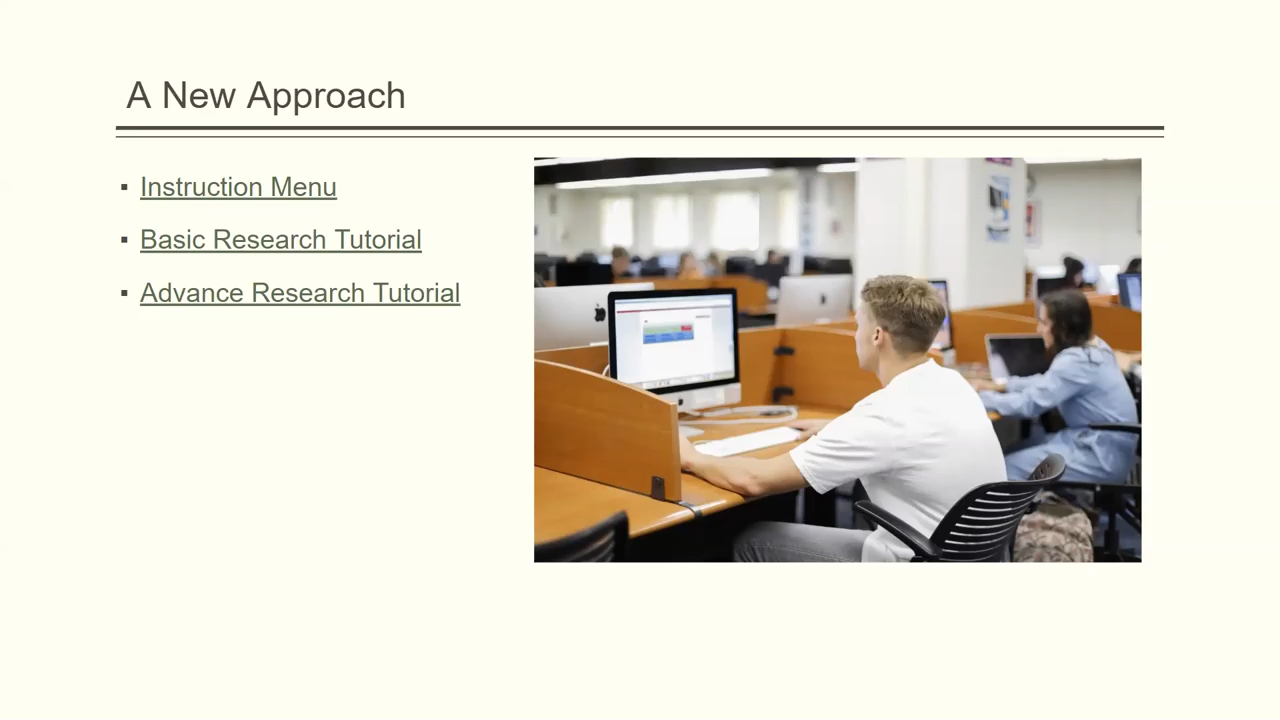 A New Approach
Instruction Menu
Basic Research Tutorial
Advance Research Tutorial